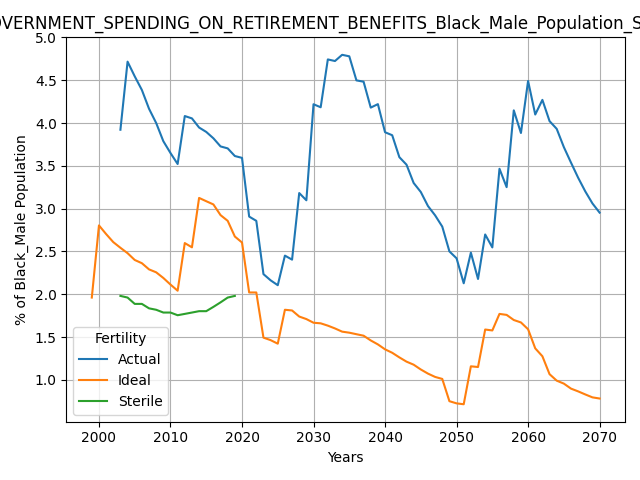 OVERNMENT_SPENDING_ON_RETIREMENT_BENEFITS_Black_Male_Population_S
% of Black_Male Population
5.0
4.5
4.0
3.5
3.0
2.5
2.0
1.5
1.0
Fertility
Actual
Ideal
Sterile
2000 2010 2020 2030 2040 2050 2060 2070
Years